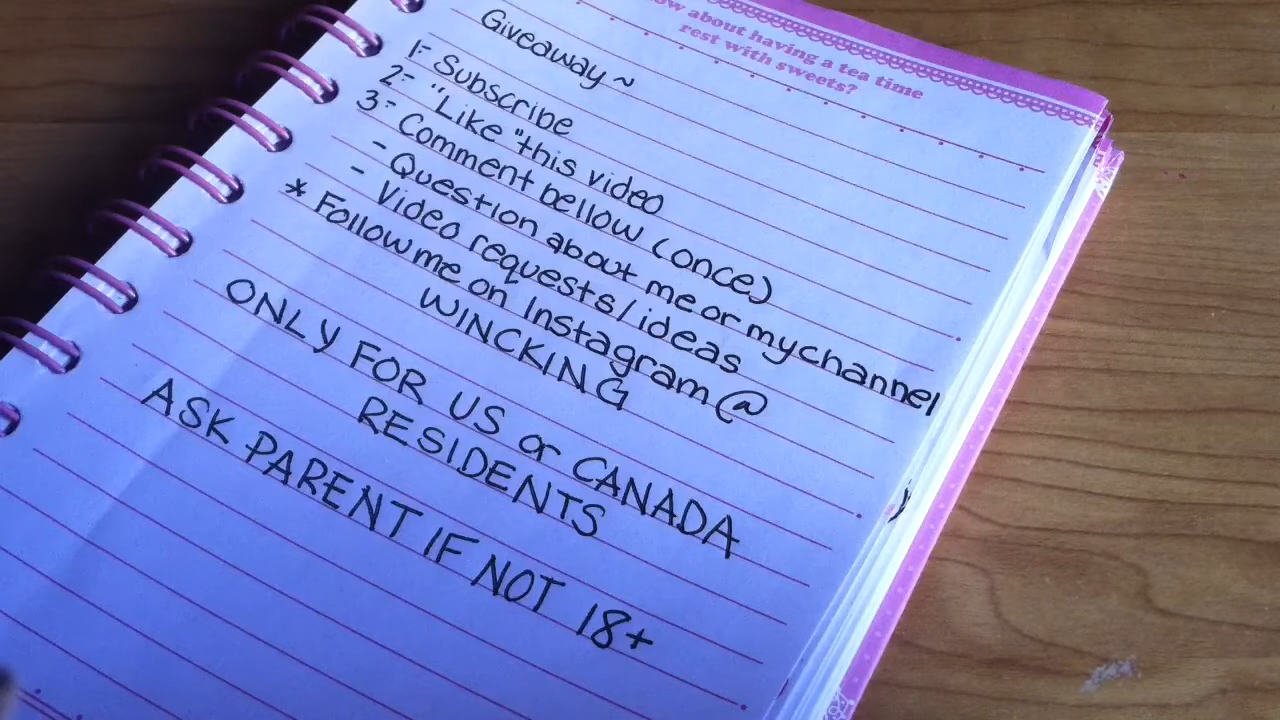 How about having a tea time
rest with sweets?
Giveaway ~
1- Subscribe
2- "Like "this video
3- Comment bellow (once)
- Question about me or my channel
- Video requests/ideas
* Follow me on Instagram @
WINCKING
ONLY FOR US or CANADA
RESIDENTS
ASK PARENT IF NOT 18+